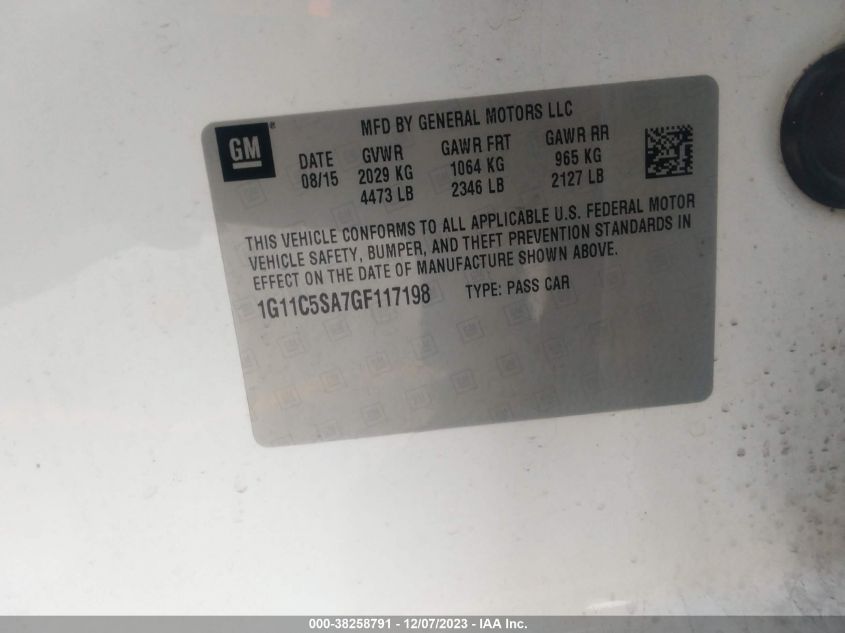 GM®
MFD BY GENERAL MOTORS LLC
DATE GVWR GAWR FRT GAWR RR
08/15 2029 KG 1064 KG 965 KG
4473 LB 2346 LB 2127 LB
THIS VEHICLE CONFORMS TO ALL APPLICABLE U.S. FEDERAL MOTOR
VEHICLE SAFETY, BUMPER, AND THEFT PREVENTION STANDARDS IN
EFFECT ON THE DATE OF MANUFACTURE SHOWN ABOVE.
1G11C5SA7GF117198 TYPE: PASS CAR
000-38258791 - 12/07/2023 - IAA Inc.